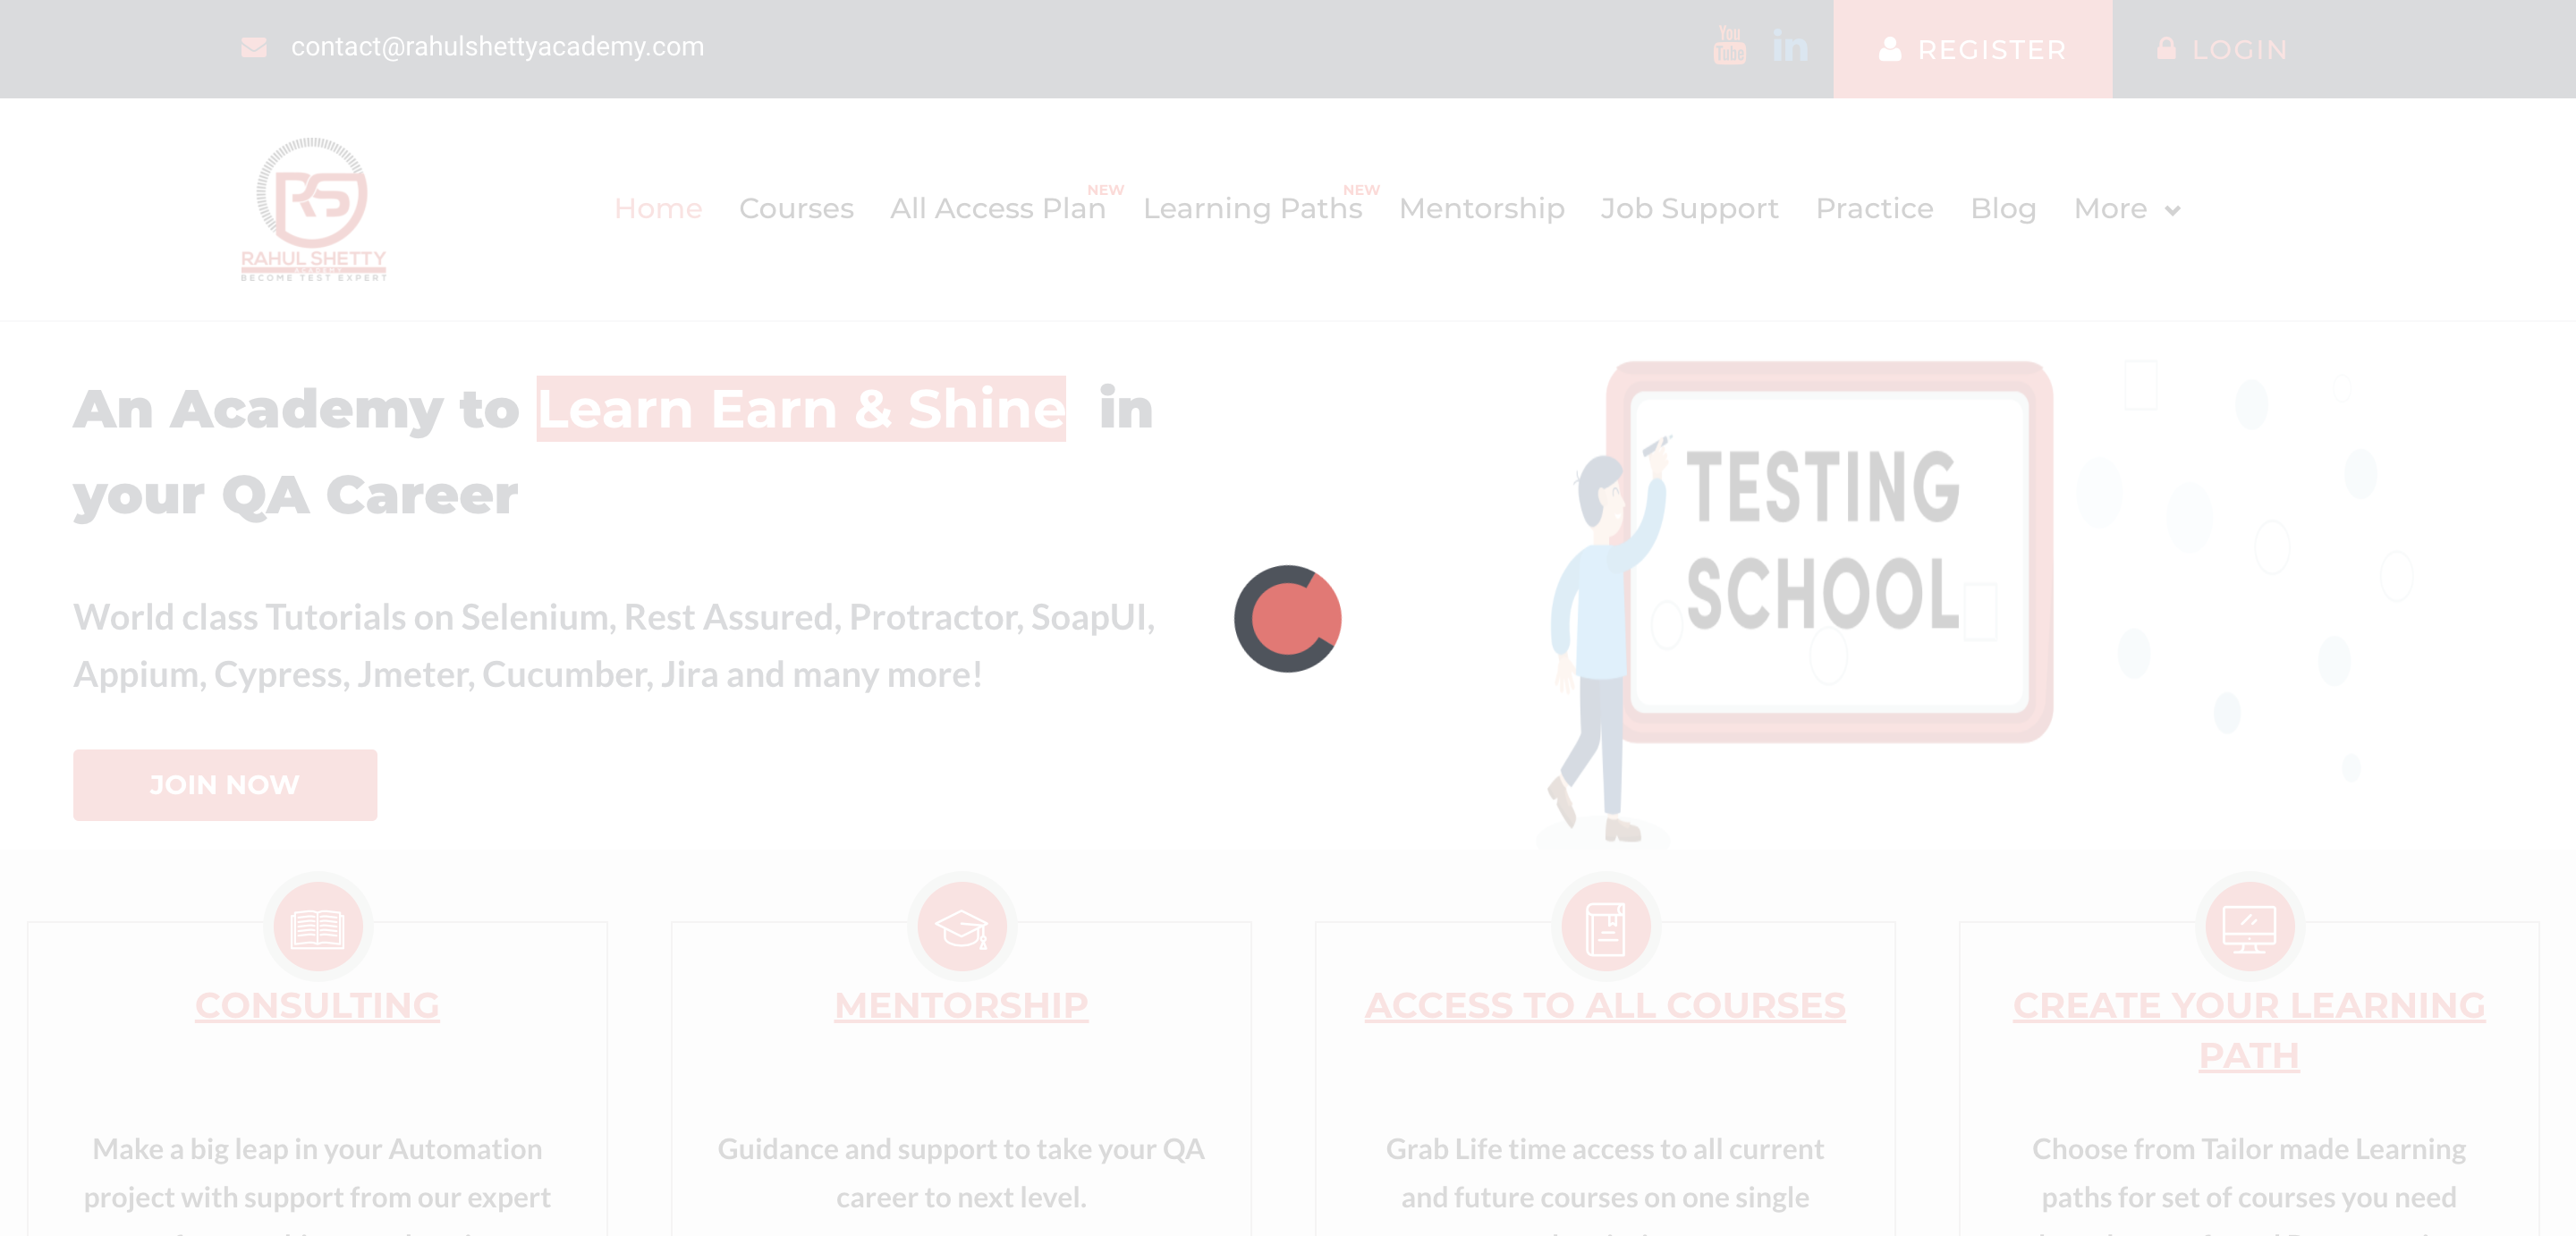 contact@rahulshettyacademy.com
You
Tube
in
REGISTER
LOGIN
RS
RAHUL SHETTY
ACADEMY
BECOME TEST EXPERT
Home
Courses
All Access Plan NEW
Learning Paths NEW
Mentorship
Job Support
Practice
Blog
More
An Academy to Learn Earn & Shine in
your QA Career
World class Tutorials on Selenium, Rest Assured, Protractor, SoapUI,
Appium, Cypress, Jmeter, Cucumber, Jira and many more!
JOIN NOW
TESTING
SCHOOL
CONSULTING
Make a big leap in your Automation
project with support from our expert
MENTORSHIP
Guidance and support to take your QA
career to next level.
ACCESS TO ALL COURSES
Grab Life time access to all current
and future courses on one single
CREATE YOUR LEARNING
PATH
Choose from Tailor made Learning
paths for set of courses you need